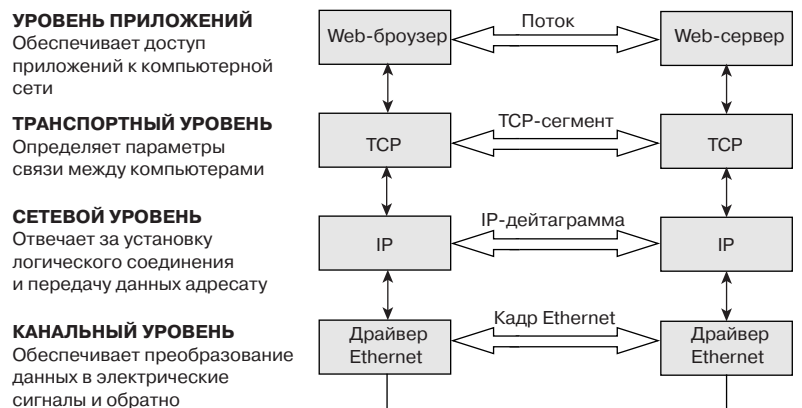 УРОВЕНЬ ПРИЛОЖЕНИЙ
Обеспечивает доступ
приложений к компьютерной
сети
Web-броузер
Поток
Web-сервер
ТРАНСПОРТНЫЙ УРОВЕНЬ
Определяет параметры
связи между компьютерами
TCP
TCP-сегмент
TCP
СЕТЕВОЙ УРОВЕНЬ
Отвечает за установку
логического соединения
и передачу данных адресату
IP
IP-дейтаграмма
IP
КАНАЛЬНЫЙ УРОВЕНЬ
Обеспечивает преобразование
данных в электрические
сигналы и обратно
Драйвер
Ethernet
Кадр Ethernet
Драйвер
Ethernet